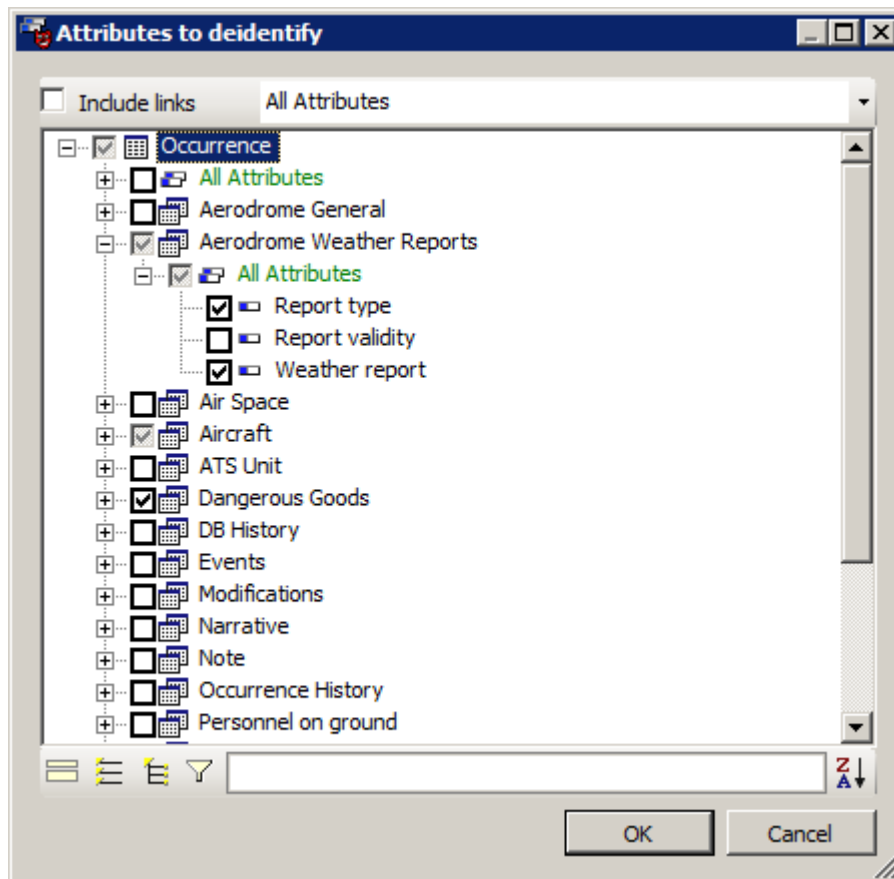 Attributes to deidentify
Include links All Attributes
Occurrence
All Attributes
Aerodrome General
Aerodrome Weather Reports
All Attributes
Report type
Report validity
Weather report
Air Space
Aircraft
ATS Unit
Dangerous Goods
DB History
Events
Modifications
Narrative
Note
Occurrence History
Personnel on ground
Z
A
OK Cancel